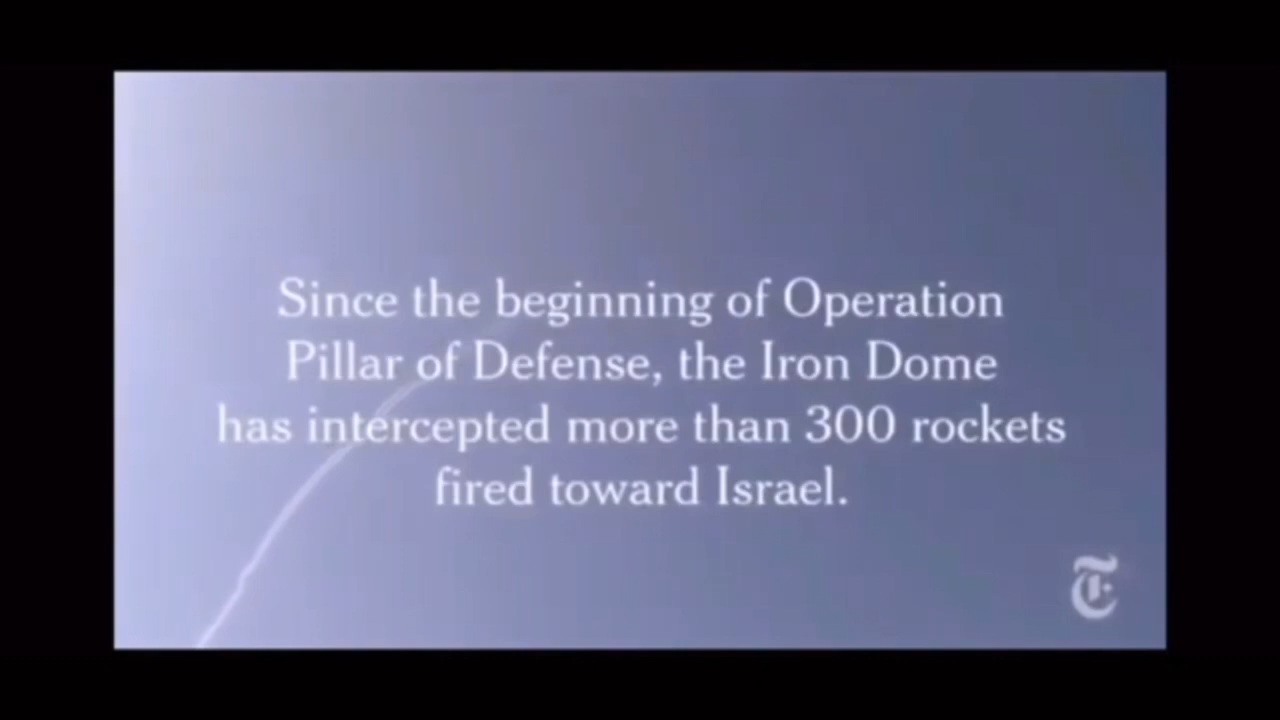 Since the beginning of Operation
Pillar of Defense, the Iron Dome
has intercepted more than 300 rockets
fired toward Israel.
T